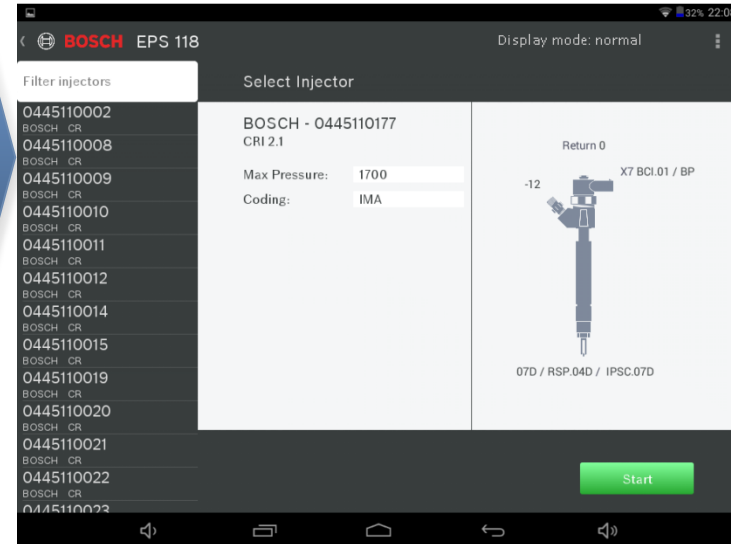 32% 22:08
BOSCH EPS 118
Display mode: normal
Filter injectors
Select Injector
0445110002
BOSCH CR
0445110008
BOSCH CR
0445110009
BOSCH CR
0445110010
BOSCH CR
0445110011
BOSCH CR
0445110012
BOSCH CR
0445110014
BOSCH CR
0445110015
BOSCH CR
0445110019
BOSCH CR
0445110020
BOSCH CR
0445110021
BOSCH CR
0445110022
BOSCH CR
0445110023
BOSCH - 0445110177
CRI 2.1
Max Pressure: 1700
Coding: IMA
Return 0
X7 BCI.01 / BP
-12
07D / RSP.04D / IPSC.07D
Start